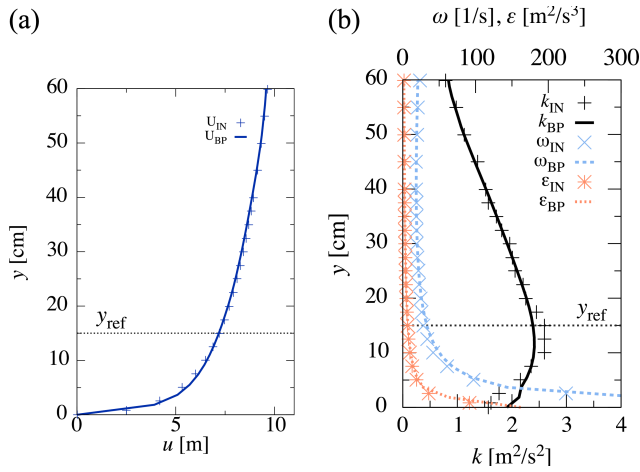 (a)
60
50
40
30
20
10
0
y [cm]
U_IN
U_BP
y_ref
0 5 10
u [m]
(b)
ω [1/s] , ε [m²/s³]
0 100 200 300
60
50
40
30
20
10
0
y [cm]
k_IN
k_BP
ω_IN
ω_BP
ε_IN
ε_BP
y_ref
0 1 2 3 4
k [m²/s²]